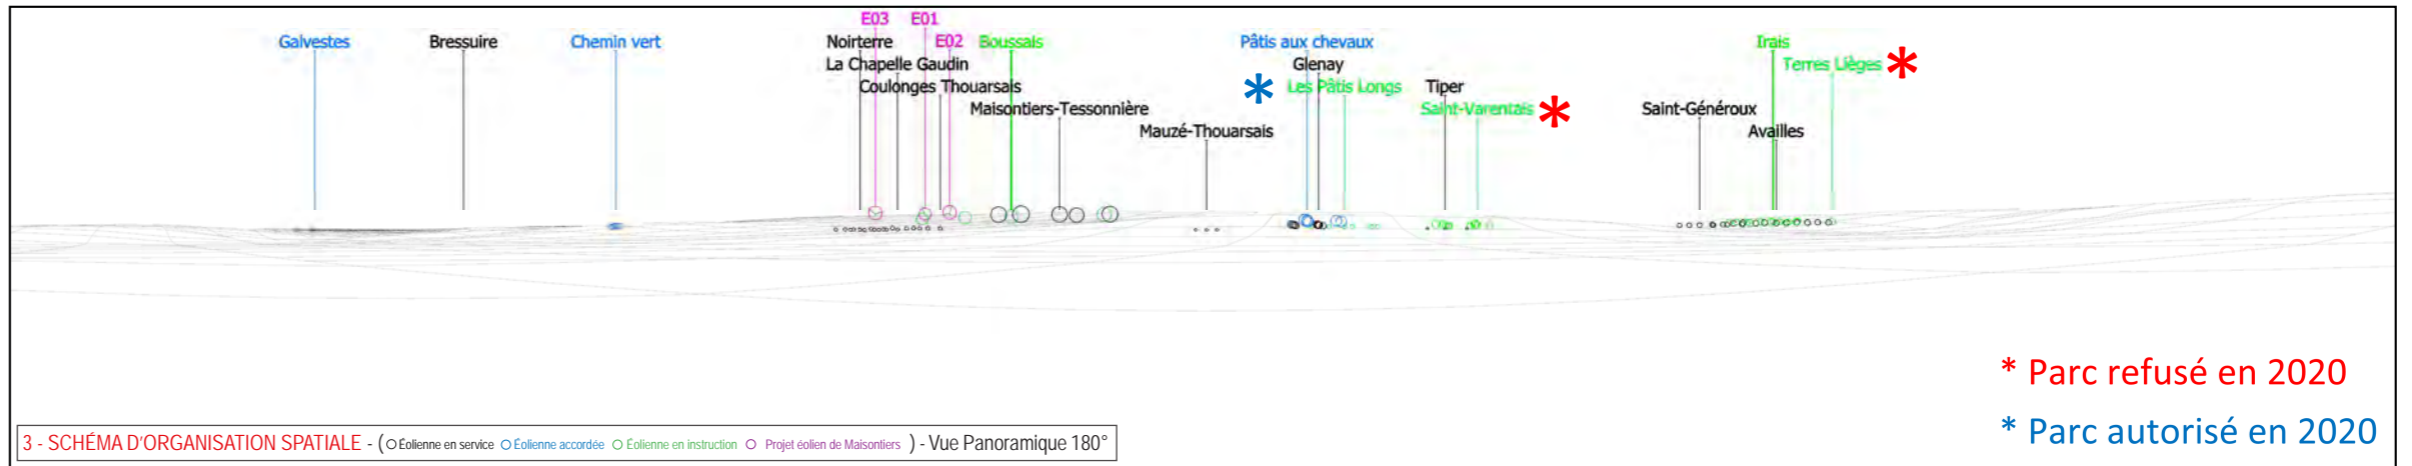 E03 E01
Galvestes Bressuire Chemin vert Noirterre E02 Boussais Pâtis aux chevaux Irais
La Chapelle Gaudin Glenay Terres Lièges *
Coulonges Thouarsais * Les Pâtis Longs Tiper
Maisontiers-Tessonnière Saint-Varentais * Saint-Généroux
Mauzé-Thouarsais Availles
* Parc refusé en 2020
* Parc autorisé en 2020
3 - SCHÉMA D'ORGANISATION SPATIALE - ( Éolienne en service Éolienne accordée Éolienne en instruction Projet éolien de Maisontiers ) - Vue Panoramique 180°